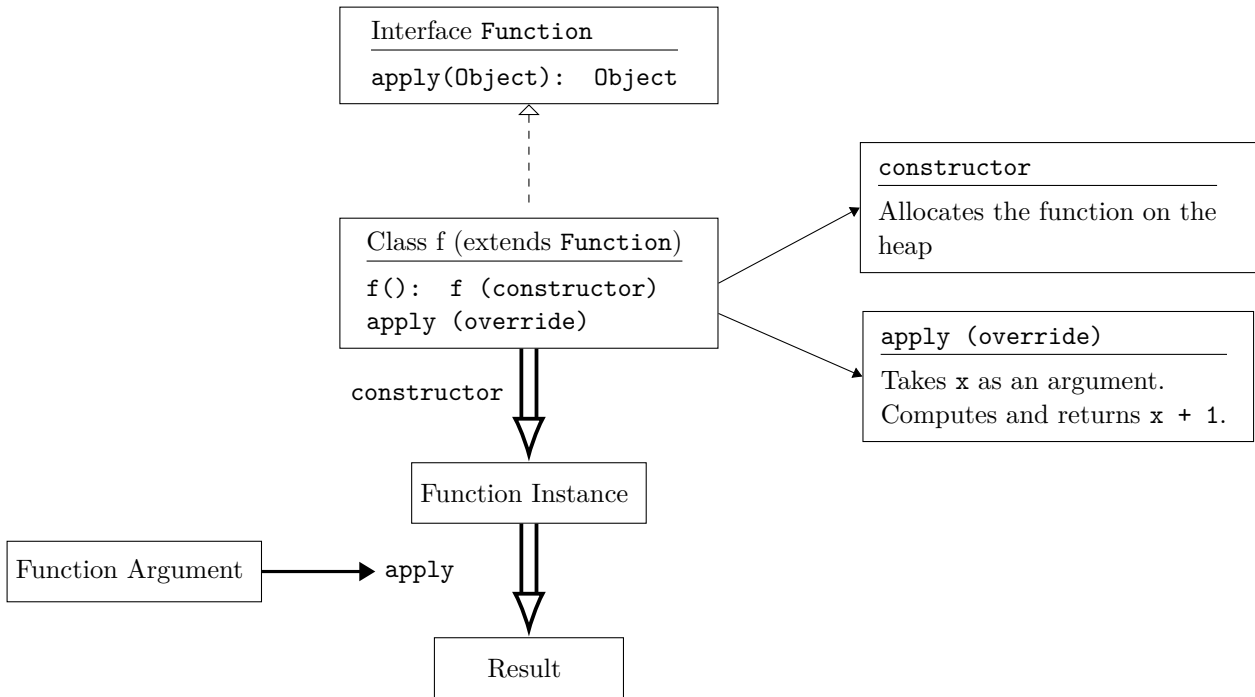 Interface Function
apply(Object): Object
constructor
Allocates the function on the
heap
Class f (extends Function)
f(): f (constructor)
apply (override)
apply (override)
Takes x as an argument.
Computes and returns x + 1.
constructor
Function Instance
Function Argument
apply
Result